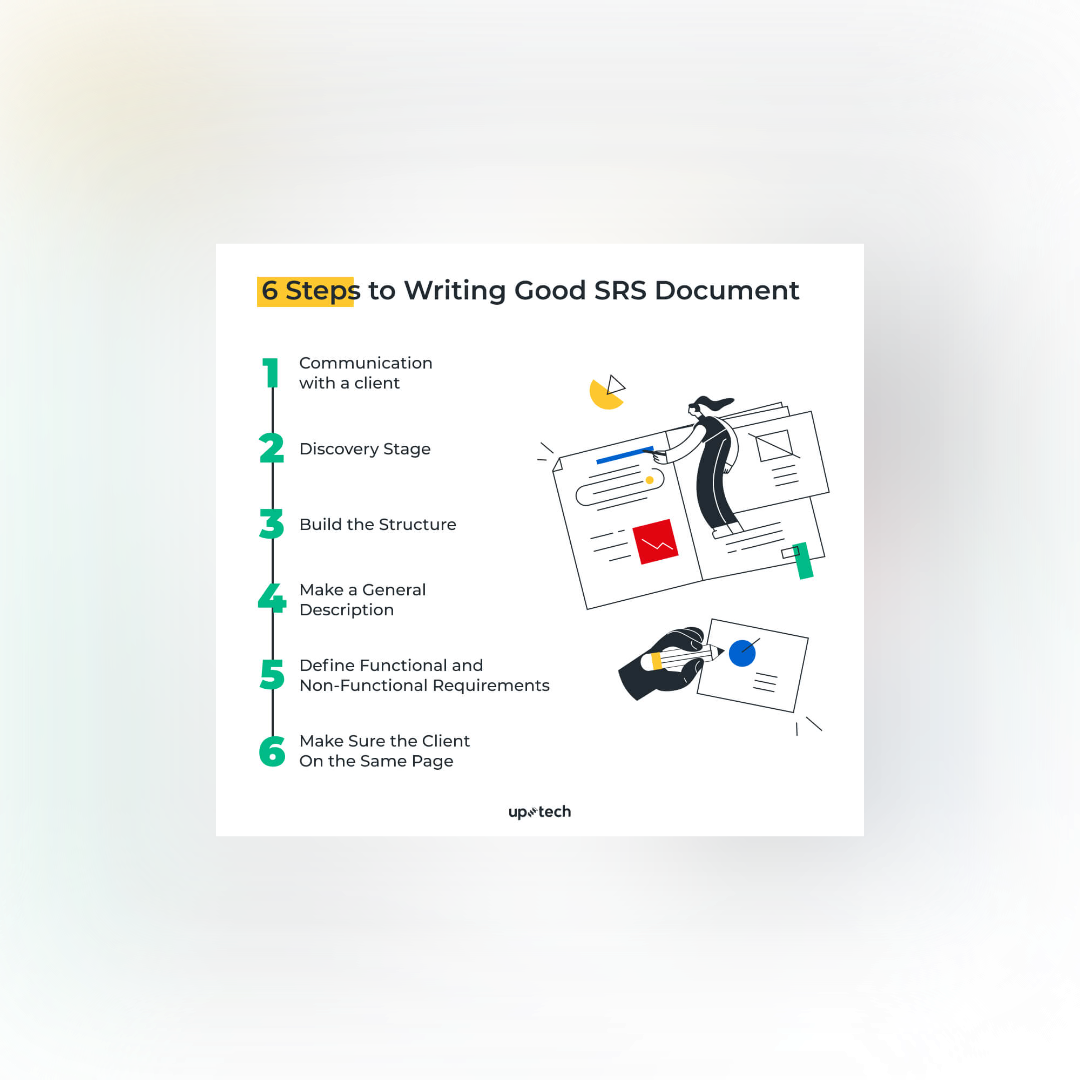 6 Steps to Writing Good SRS Document
1 Communication
with a client
2 Discovery Stage
3 Build the Structure
4 Make a General
Description
5 Define Functional and
Non-Functional Requirements
6 Make Sure the Client
On the Same Page
up tech